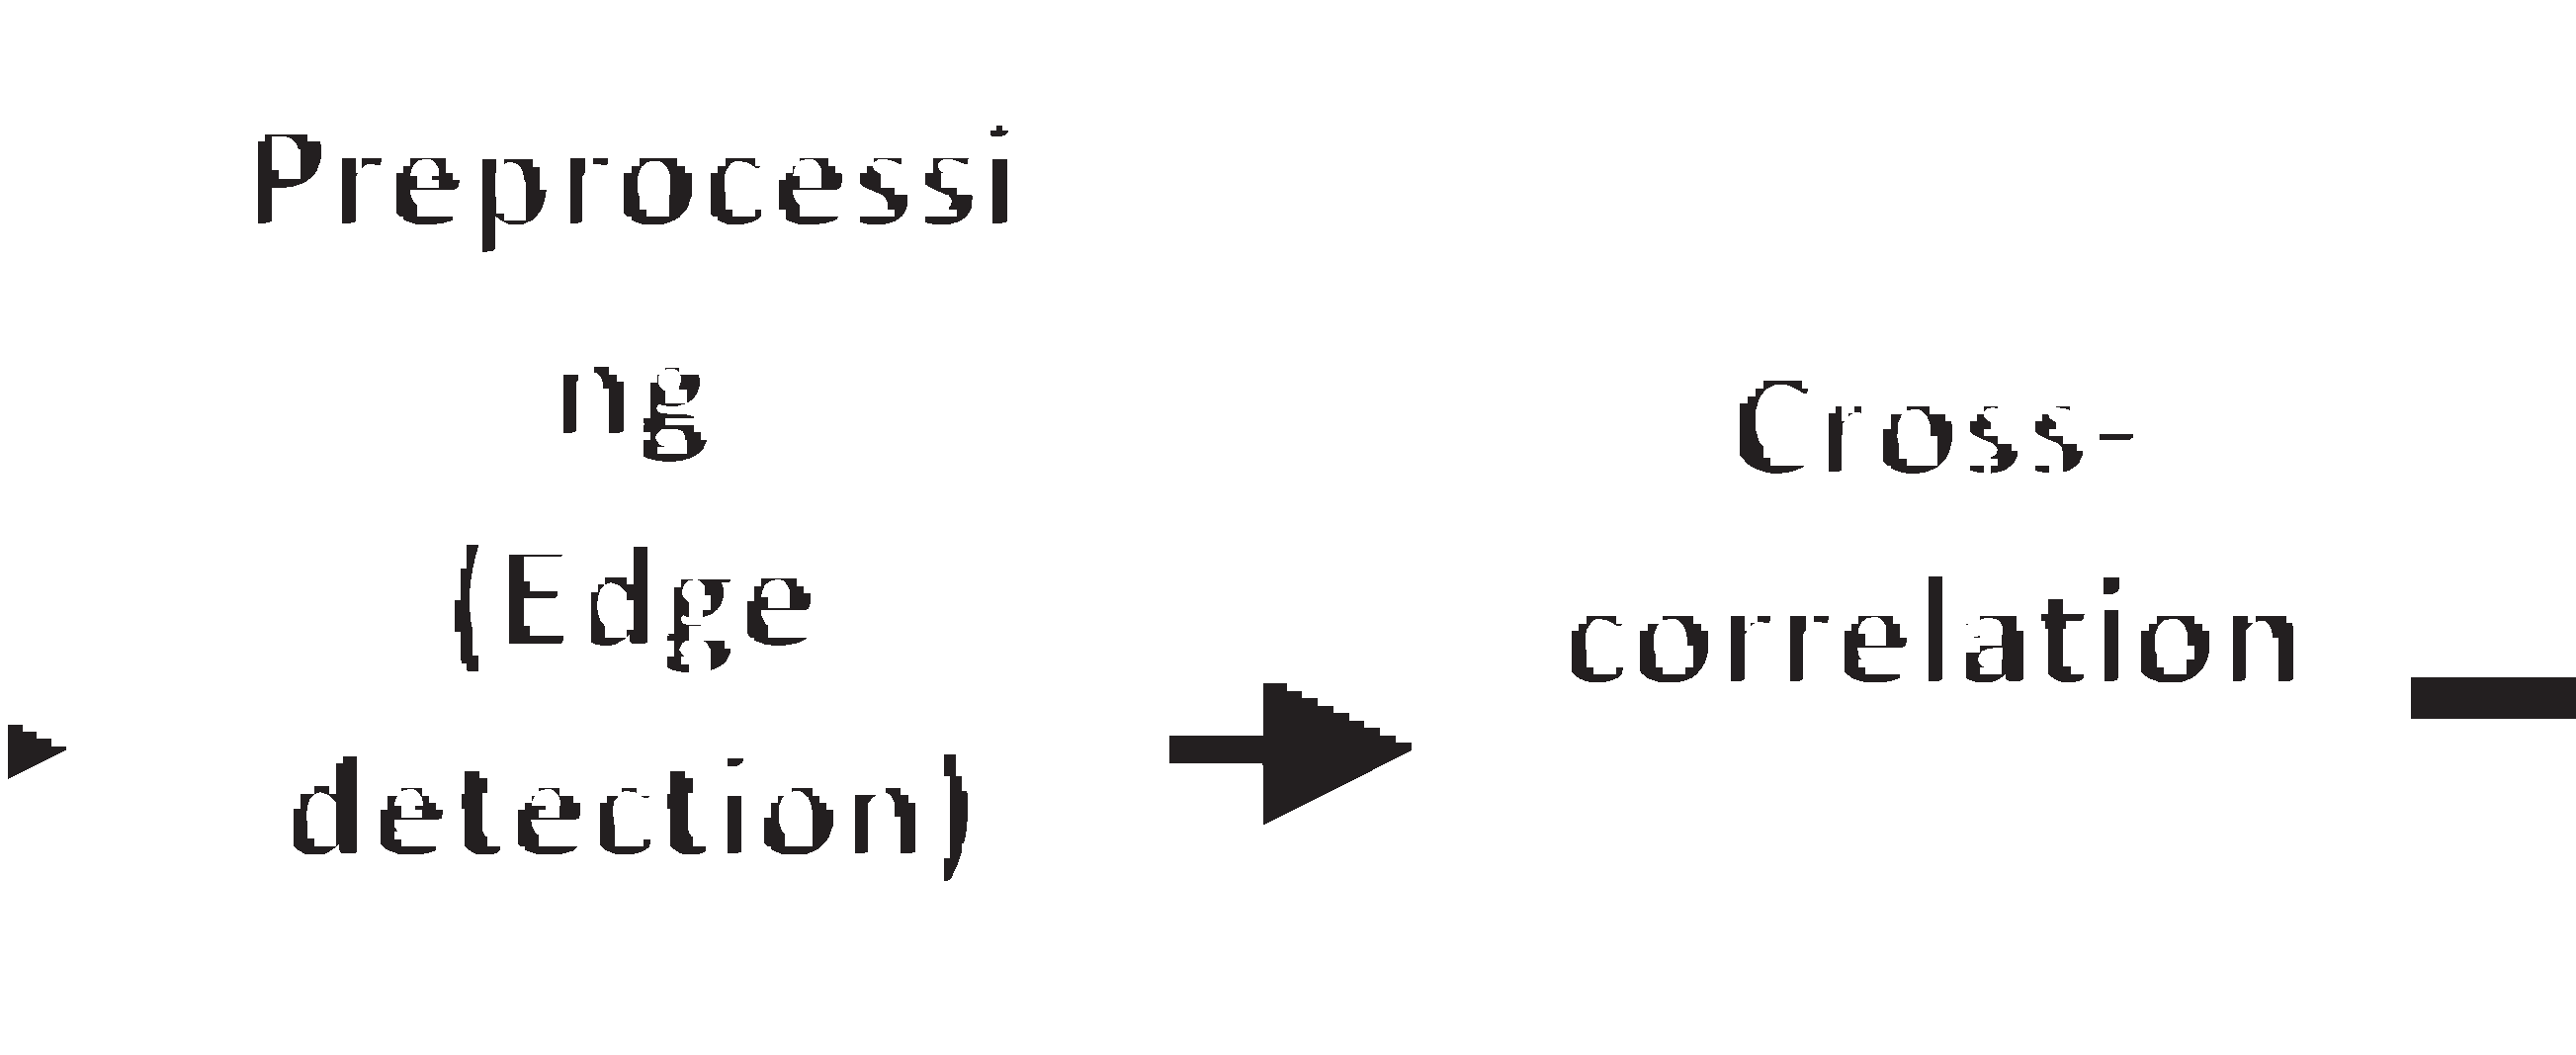 Preprocessi
ng
(Edge
detection)
Cross-
correlation